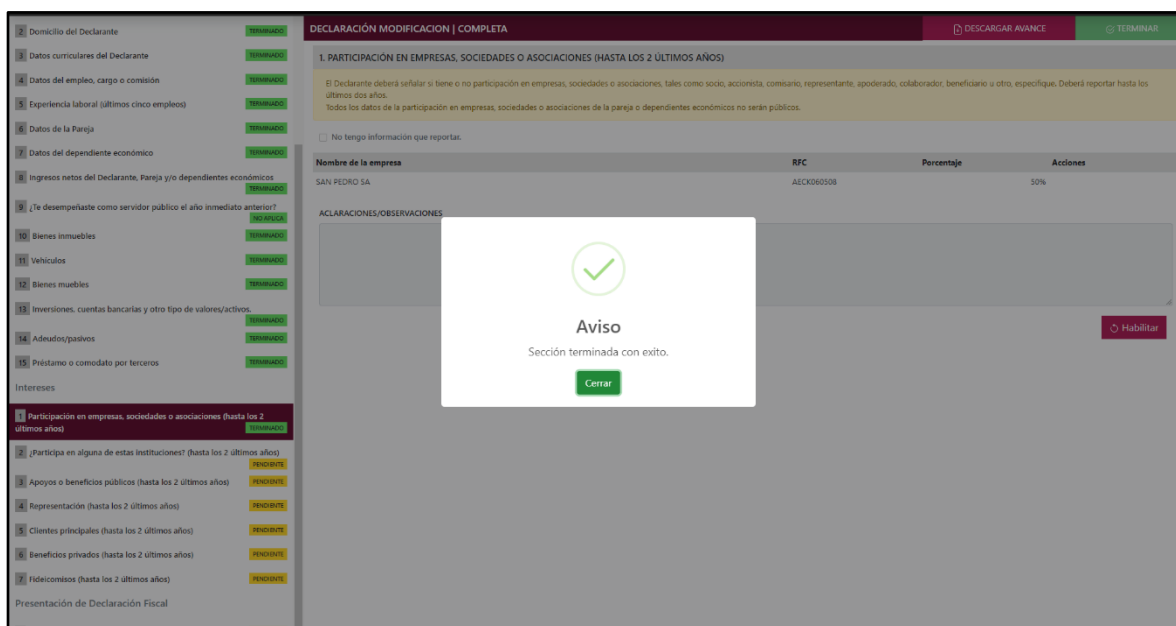 2 Domicilio del Declarante
TERMINADO
3 Datos curriculares del Declarante
TERMINADO
4 Datos del empleo, cargo o comisión
TERMINADO
5 Experiencia laboral (últimos cinco empleos)
TERMINADO
6 Datos de la Pareja
TERMINADO
7 Datos del dependiente económico
TERMINADO
8 Ingresos netos del Declarante, Pareja y/o dependientes económicos
TERMINADO
9 ¿Te desempeñaste como servidor público el año inmediato anterior?
NO APLICA
10 Bienes inmuebles
TERMINADO
11 Vehículos
TERMINADO
12 Bienes muebles
TERMINADO
13 Inversiones, cuentas bancarias y otro tipo de valores/activos.
TERMINADO
14 Adeudos/pasivos
TERMINADO
15 Préstamo o comodato por terceros
TERMINADO
Intereses
1 Participación en empresas, sociedades o asociaciones (hasta los 2
últimos años)
TERMINADO
2 ¿Participa en alguna de estas instituciones? (hasta los 2 últimos años)
PENDIENTE
3 Apoyos o beneficios públicos (hasta los 2 últimos años)
PENDIENTE
4 Representación (hasta los 2 últimos años)
PENDIENTE
5 Clientes principales (hasta los 2 últimos años)
PENDIENTE
6 Beneficios privados (hasta los 2 últimos años)
PENDIENTE
7 Fideicomisos (hasta los 2 últimos años)
PENDIENTE
Presentación de Declaración Fiscal
DECLARACIÓN MODIFICACION | COMPLETA
DESCARGAR AVANCE
TERMINAR
1. PARTICIPACIÓN EN EMPRESAS, SOCIEDADES O ASOCIACIONES (HASTA LOS 2 ÚLTIMOS AÑOS)
El Declarante deberá señalar si tiene o no participación en empresas, sociedades o asociaciones, tales como socio, accionista, comisario, representante, apoderado, colaborador, beneficiario u otro, especifique. Deberá reportar hasta los
últimos dos años.
Todos los datos de la participación en empresas, sociedades o asociaciones de la pareja o dependientes económicos no serán públicos.
No tengo información que reportar.
Nombre de la empresa RFC Porcentaje Acciones
SAN PEDRO SA AECK060508 50%
ACLARACIONES/OBSERVACIONES
Habilitar
Aviso
Sección terminada con exito.
Cerrar